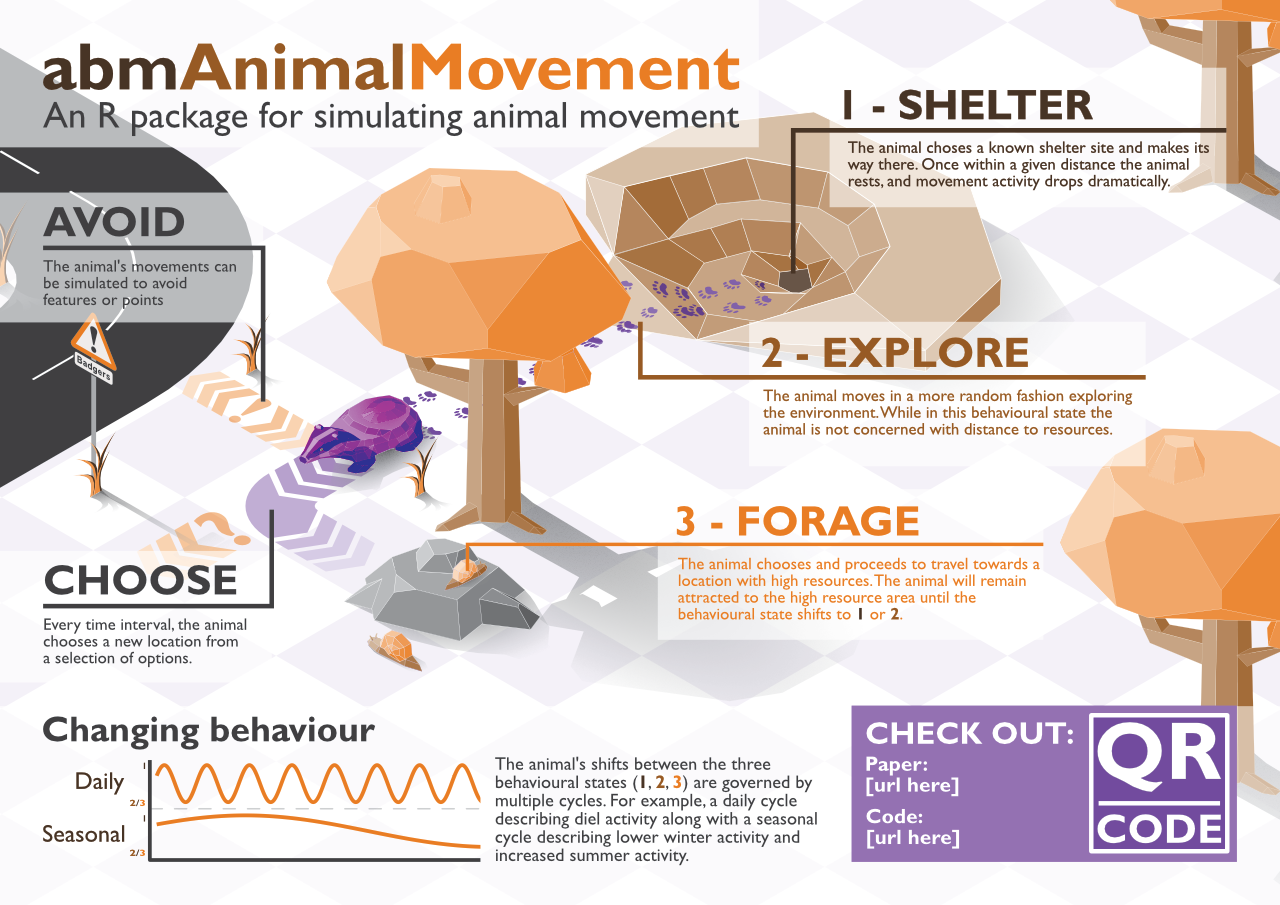 abmAnimalMovement
An R package for simulating animal movement
1 - SHELTER
The animal choses a known shelter site and makes its
way there. Once within a given distance the animal
rests, and movement activity drops dramatically.
AVOID
The animal's movements can
be simulated to avoid
features or points
!
Badgers
2 - EXPLORE
The animal moves in a more random fashion exploring
the environment. While in this behavioural state the
animal is not concerned with distance to resources.
3 - FORAGE
The animal chooses and proceeds to travel towards a
location with high resources. The animal will remain
attracted to the high resource area until the
behavioural state shifts to 1 or 2.
!
?
CHOOSE
Every time interval, the animal
chooses a new location from
a selection of options.
Changing behaviour
Daily
1
2/3
Seasonal
1
2/3
The animal's shifts between the three
behavioural states (1, 2, 3) are governed by
multiple cycles. For example, a daily cycle
describing diel activity along with a seasonal
cycle describing lower winter activity and
increased summer activity.
CHECK OUT:
Paper:
[url here]
Code:
[url here]
QR
CODE